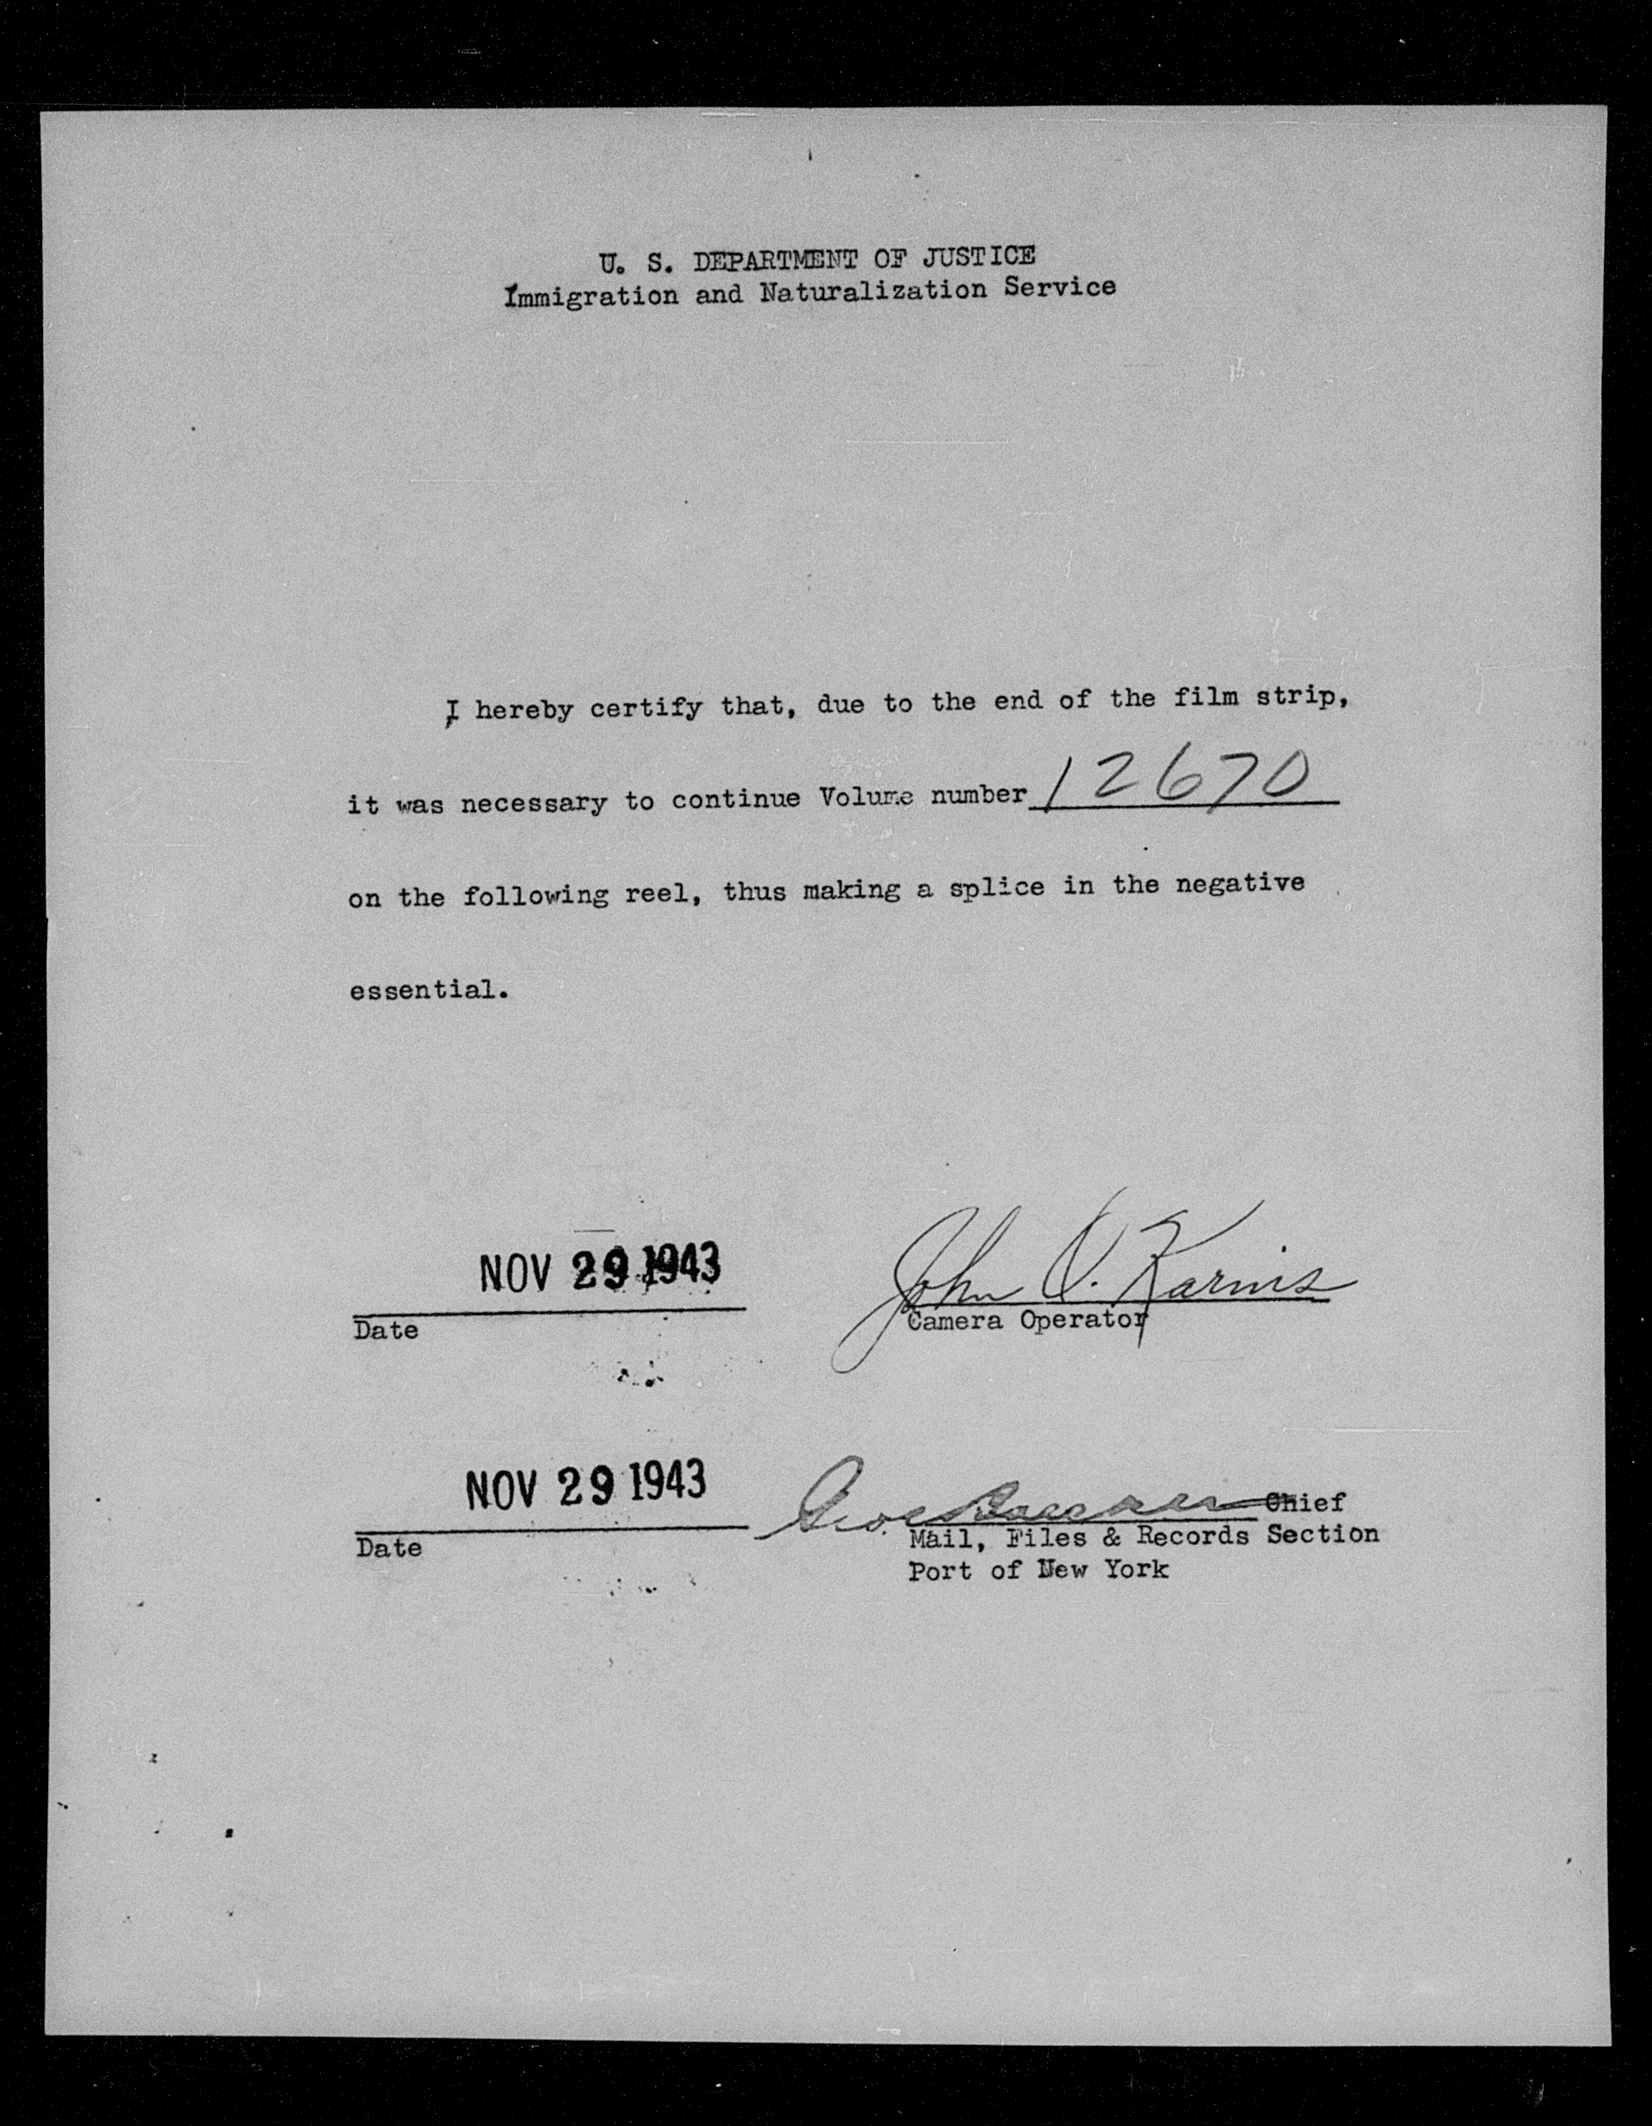 U. S. DEPARTMENT OF JUSTICE
Immigration and Naturalization Service
I hereby certify that, due to the end of the film strip,
it was necessary to continue Volume number 12670
on the following reel, thus making a splice in the negative
essential.
NOV 29 1943
Date
John V. Karins
Camera Operator
NOV 29 1943
Date
Chief
Mail, Files & Records Section
Port of New York